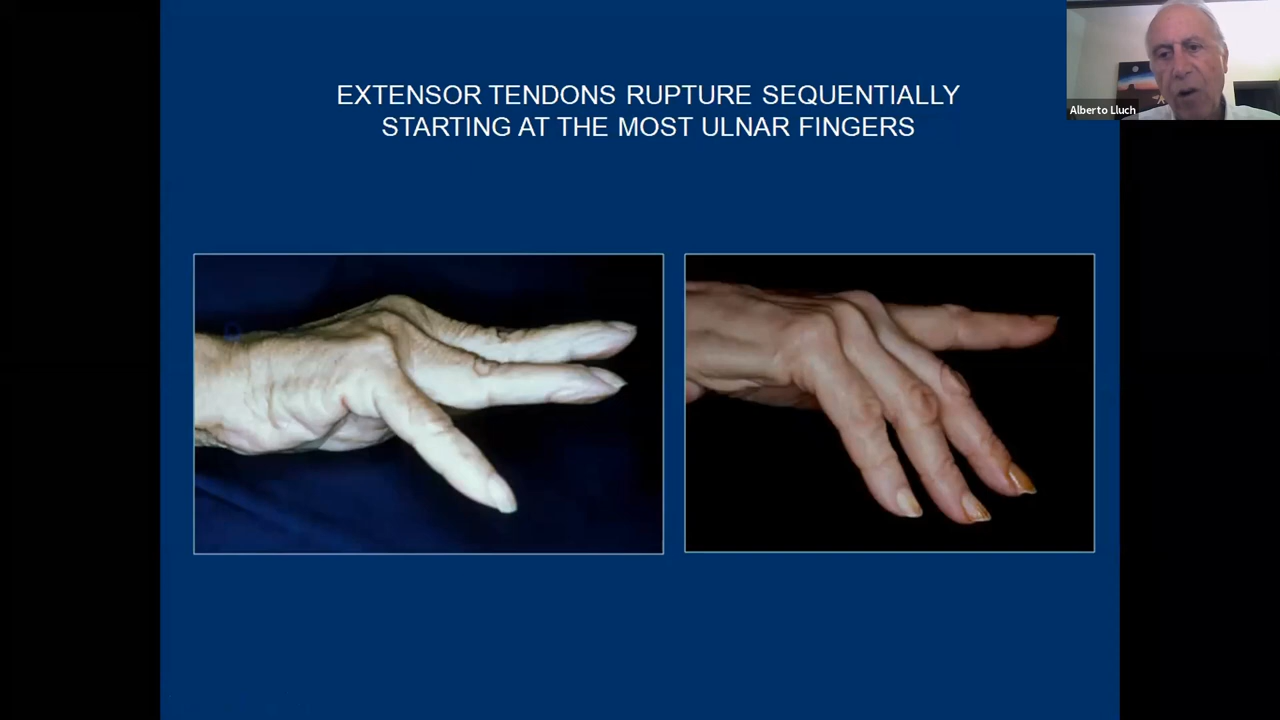 EXTENSOR TENDONS RUPTURE SEQUENTIALLY
STARTING AT THE MOST ULNAR FINGERS
Alberto Lluch